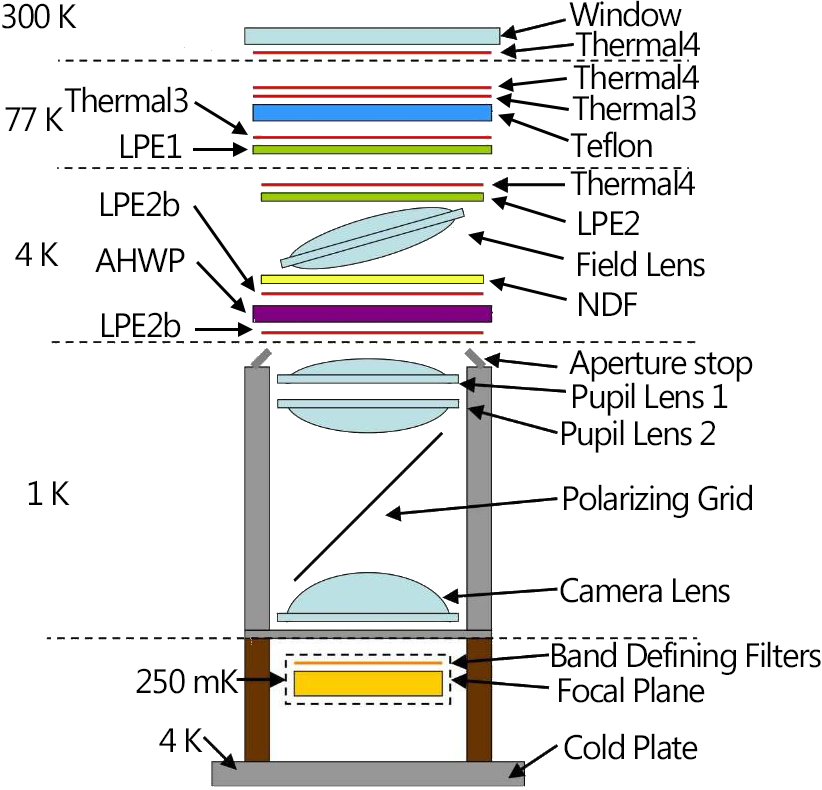 300 K
Window
Thermal4
Thermal4
Thermal3
Thermal3
77 K
Teflon
LPE1
Thermal4
LPE2b
LPE2
4 K
AHWP
Field Lens
NDF
LPE2b
Aperture stop
Pupil Lens 1
Pupil Lens 2
1 K
Polarizing Grid
Camera Lens
Band Defining Filters
250 mK
Focal Plane
4 K
Cold Plate